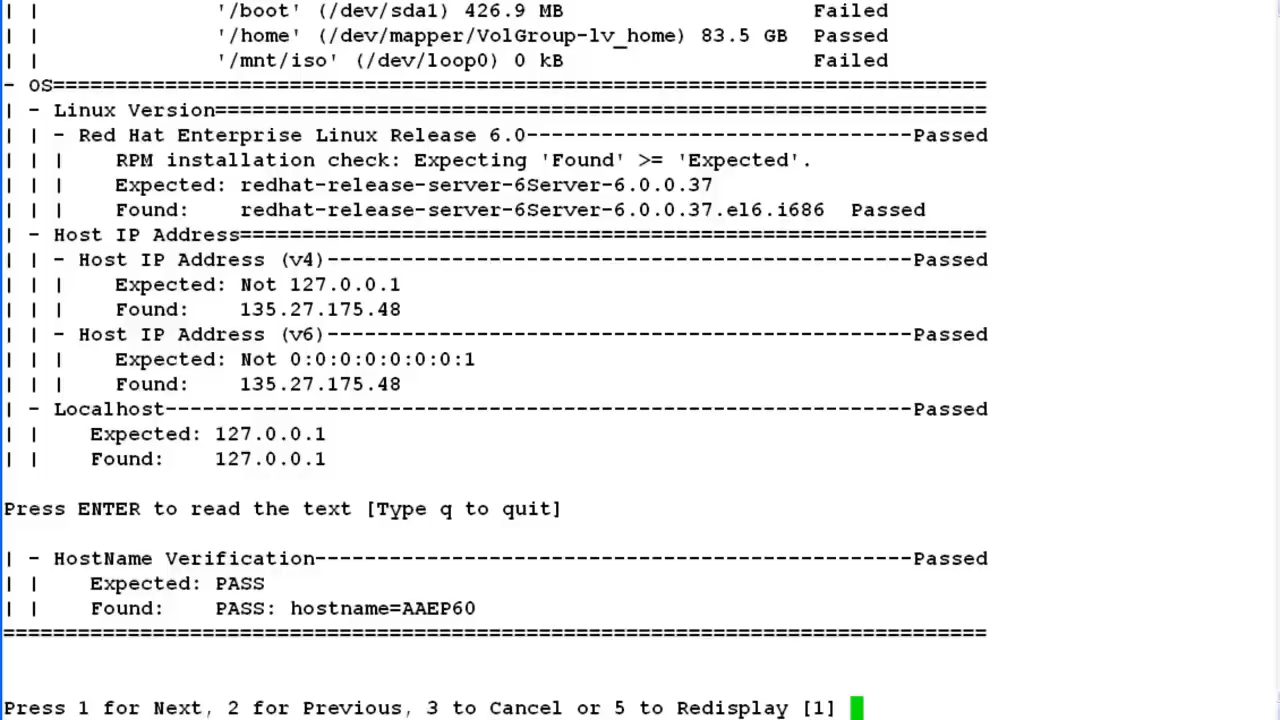 | |               '/boot' (/dev/sda1) 426.9 MB                    Failed
| |               '/home' (/dev/mapper/VolGroup-lv_home) 83.5 GB  Passed
| |               '/mnt/iso' (/dev/loop0) 0 kB                    Failed
- OS===========================================================================
| - Linux Version==============================================================
| | - Red Hat Enterprise Linux Release 6.0-------------------------------Passed
| | |    RPM installation check: Expecting 'Found' >= 'Expected'.
| | |    Expected: redhat-release-server-6Server-6.0.0.37
| | |    Found:    redhat-release-server-6Server-6.0.0.37.el6.i686  Passed
| - Host IP Address============================================================
| | - Host IP Address (v4)-----------------------------------------------Passed
| | |    Expected: Not 127.0.0.1
| | |    Found:    135.27.175.48
| | - Host IP Address (v6)-----------------------------------------------Passed
| | |    Expected: Not 0:0:0:0:0:0:0:1
| | |    Found:    135.27.175.48
| - Localhost------------------------------------------------------------Passed
| |    Expected: 127.0.0.1
| |    Found:    127.0.0.1
Press ENTER to read the text [Type q to quit]
| - HostName Verification------------------------------------------------Passed
| |    Expected: PASS
| |    Found:    PASS: hostname=AAEP60
===============================================================================
Press 1 for Next, 2 for Previous, 3 to Cancel or 5 to Redisplay [1]